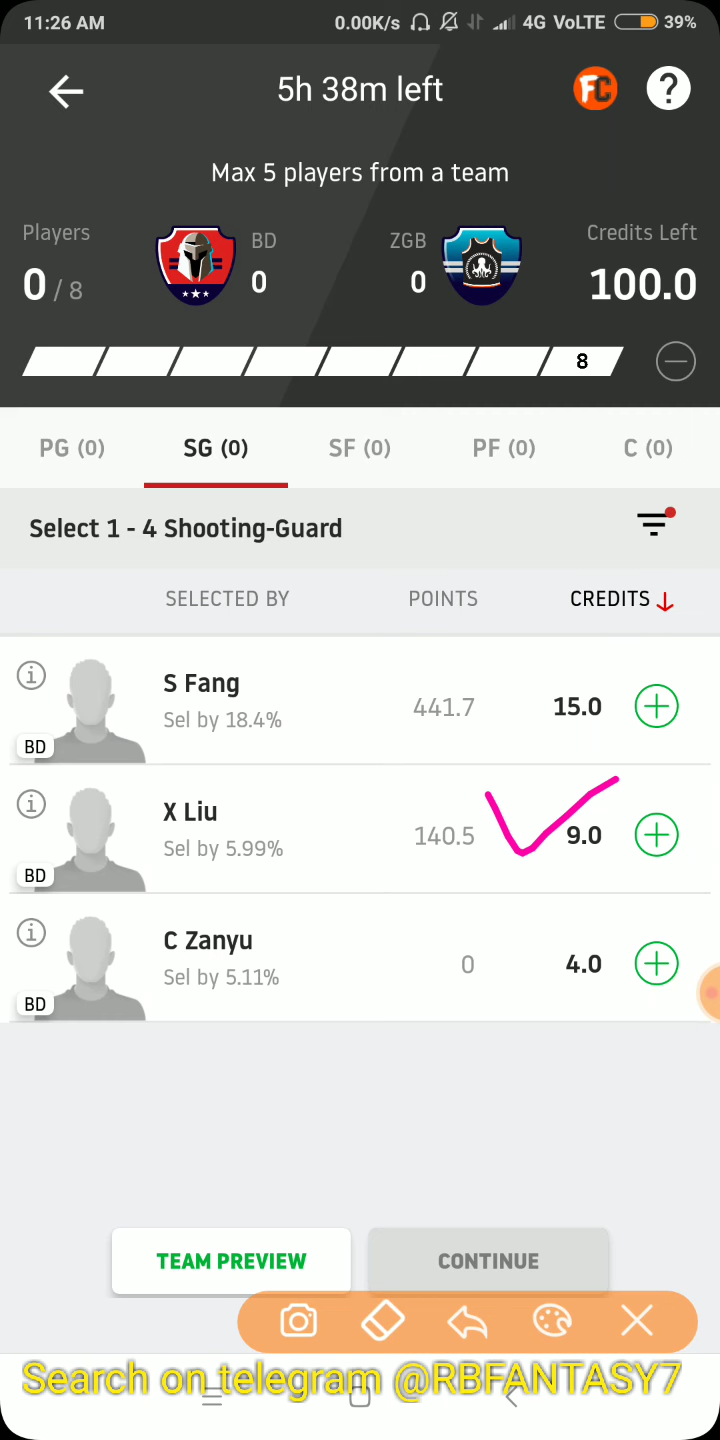 11:26 AM 0.00K/s 4G VoLTE 39%
5h 38m left FC ?
Max 5 players from a team
Players BD ZGB Credits Left
0 / 8 0 0 100.0
8
PG (0) SG (0) SF (0) PF (0) C (0)
Select 1 - 4 Shooting-Guard
SELECTED BY POINTS CREDITS ↓
S Fang
Sel by 18.4% 441.7 15.0
BD
X Liu
Sel by 5.99% 140.5 9.0
BD
C Zanyu
Sel by 5.11% 0 4.0
BD
TEAM PREVIEW CONTINUE
Search on telegram @RBFANTASY7